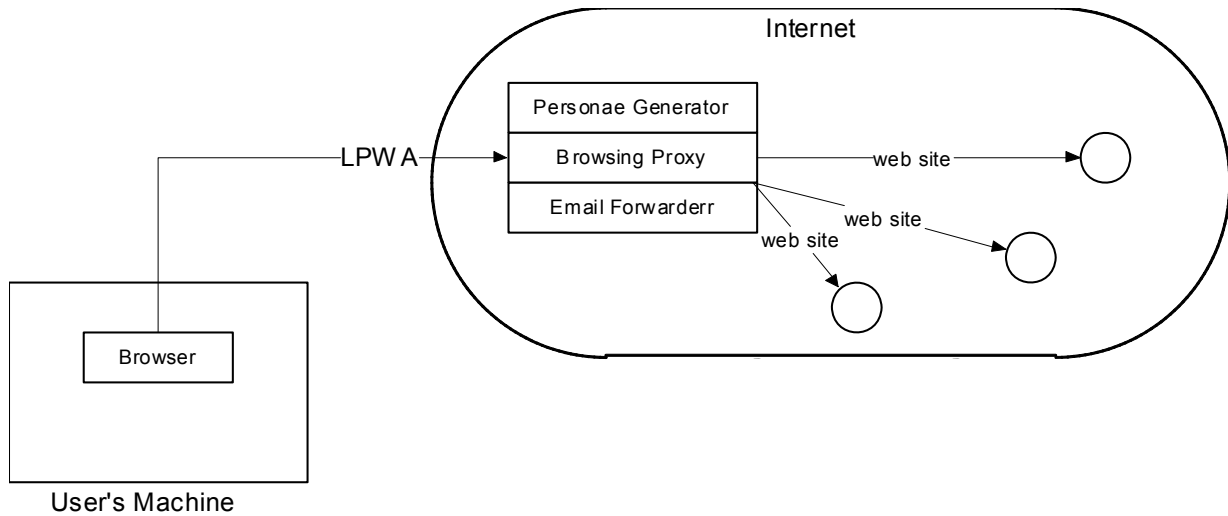 Internet
Personae Generator
LPW A
Browsing Proxy
web site
Email Forwarderr
web site
web site
Browser
User's Machine